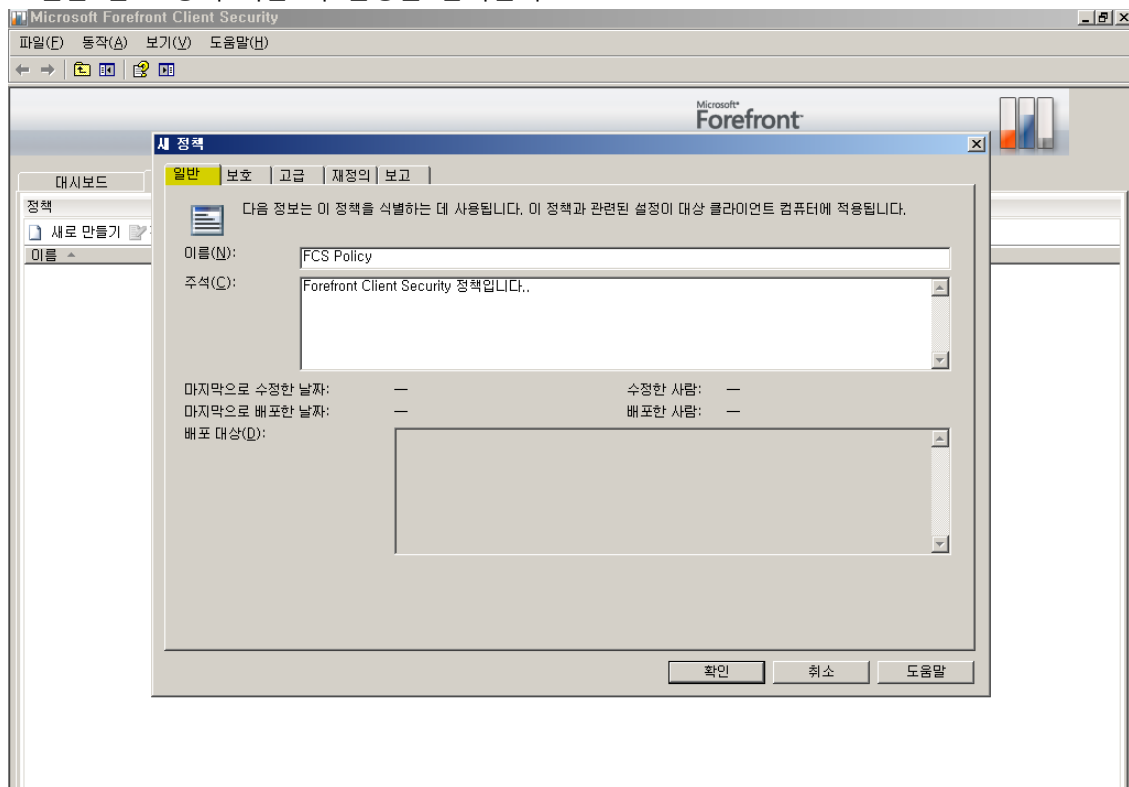 Microsoft Forefront Client Security
파일(F) 동작(A) 보기(V) 도움말(H)
Microsoft
Forefront
새 정책
대시보드
일반 보호 고급 재정의 보고
정책
다음 정보는 이 정책을 식별하는 데 사용됩니다. 이 정책과 관련된 설정이 대상 클라이언트 컴퓨터에 적용됩니다.
새로 만들기
이름
이름(N): FCS Policy
주석(C): Forefront Client Security 정책입니다..
마지막으로 수정한 날짜: — 수정한 사람: —
마지막으로 배포한 날짜: — 배포한 사람: —
배포 대상(D):
확인 취소 도움말